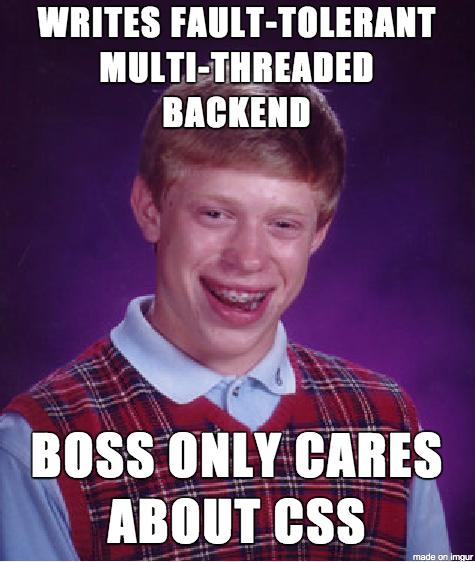 WRITES FAULT-TOLERANT
MULTI-THREADED
BACKEND
BOSS ONLY CARES
ABOUT CSS
made on imgur